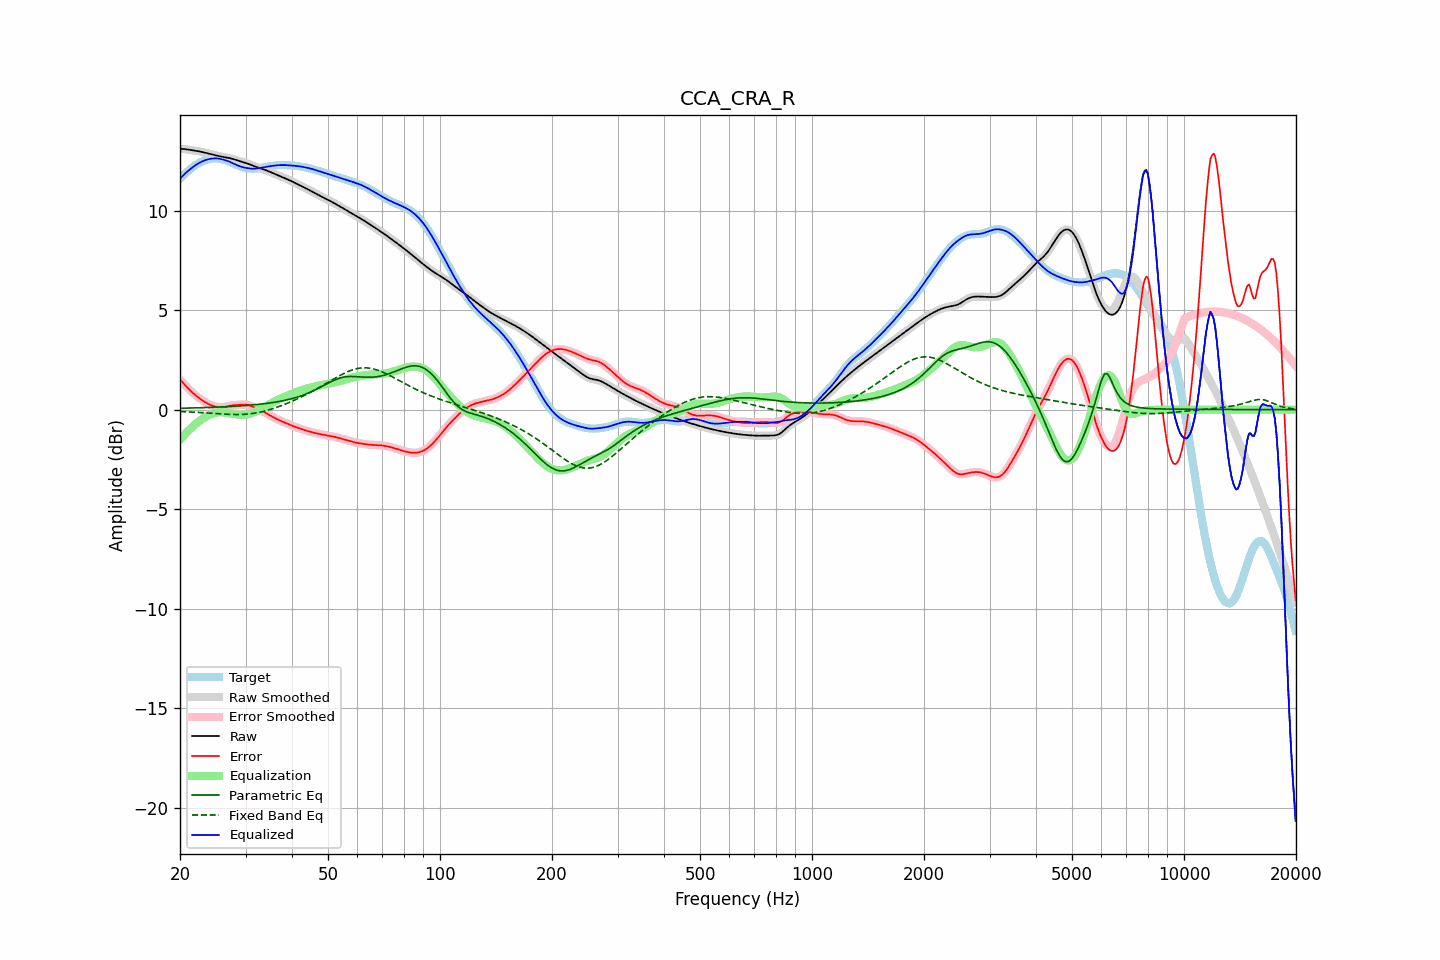 CCA_CRA_R
Amplitude (dBr)
10
5
0
−5
−10
−15
−20
Target
Raw Smoothed
Error Smoothed
Raw
Error
Equalization
Parametric Eq
Fixed Band Eq
Equalized
20 50 100 200 500 1000 2000 5000 10000 20000
Frequency (Hz)